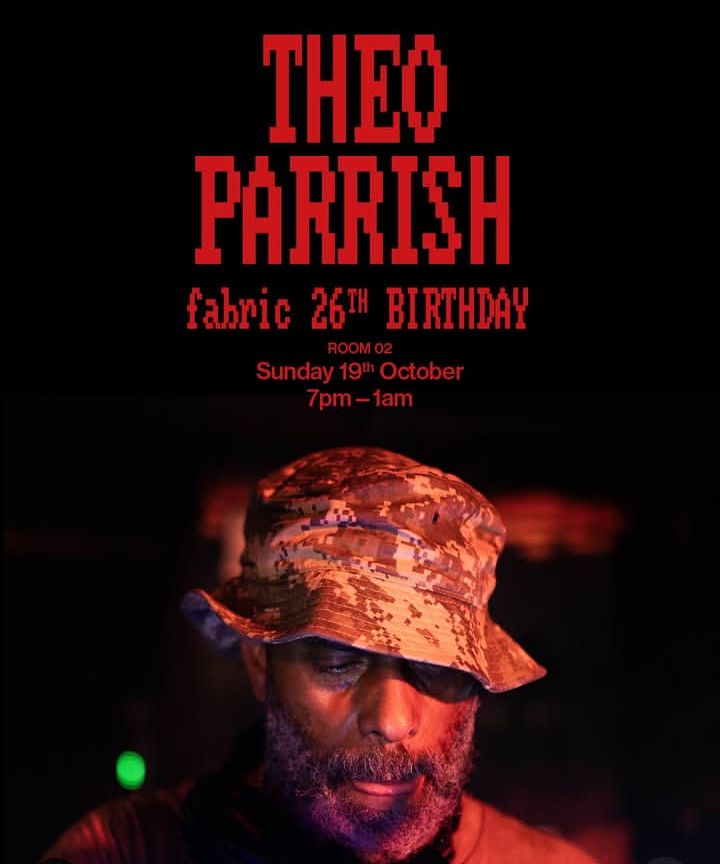 THEO
PARRISH
fabric 26TH BIRTHDAY
ROOM 02
Sunday 19th October
7pm – 1am